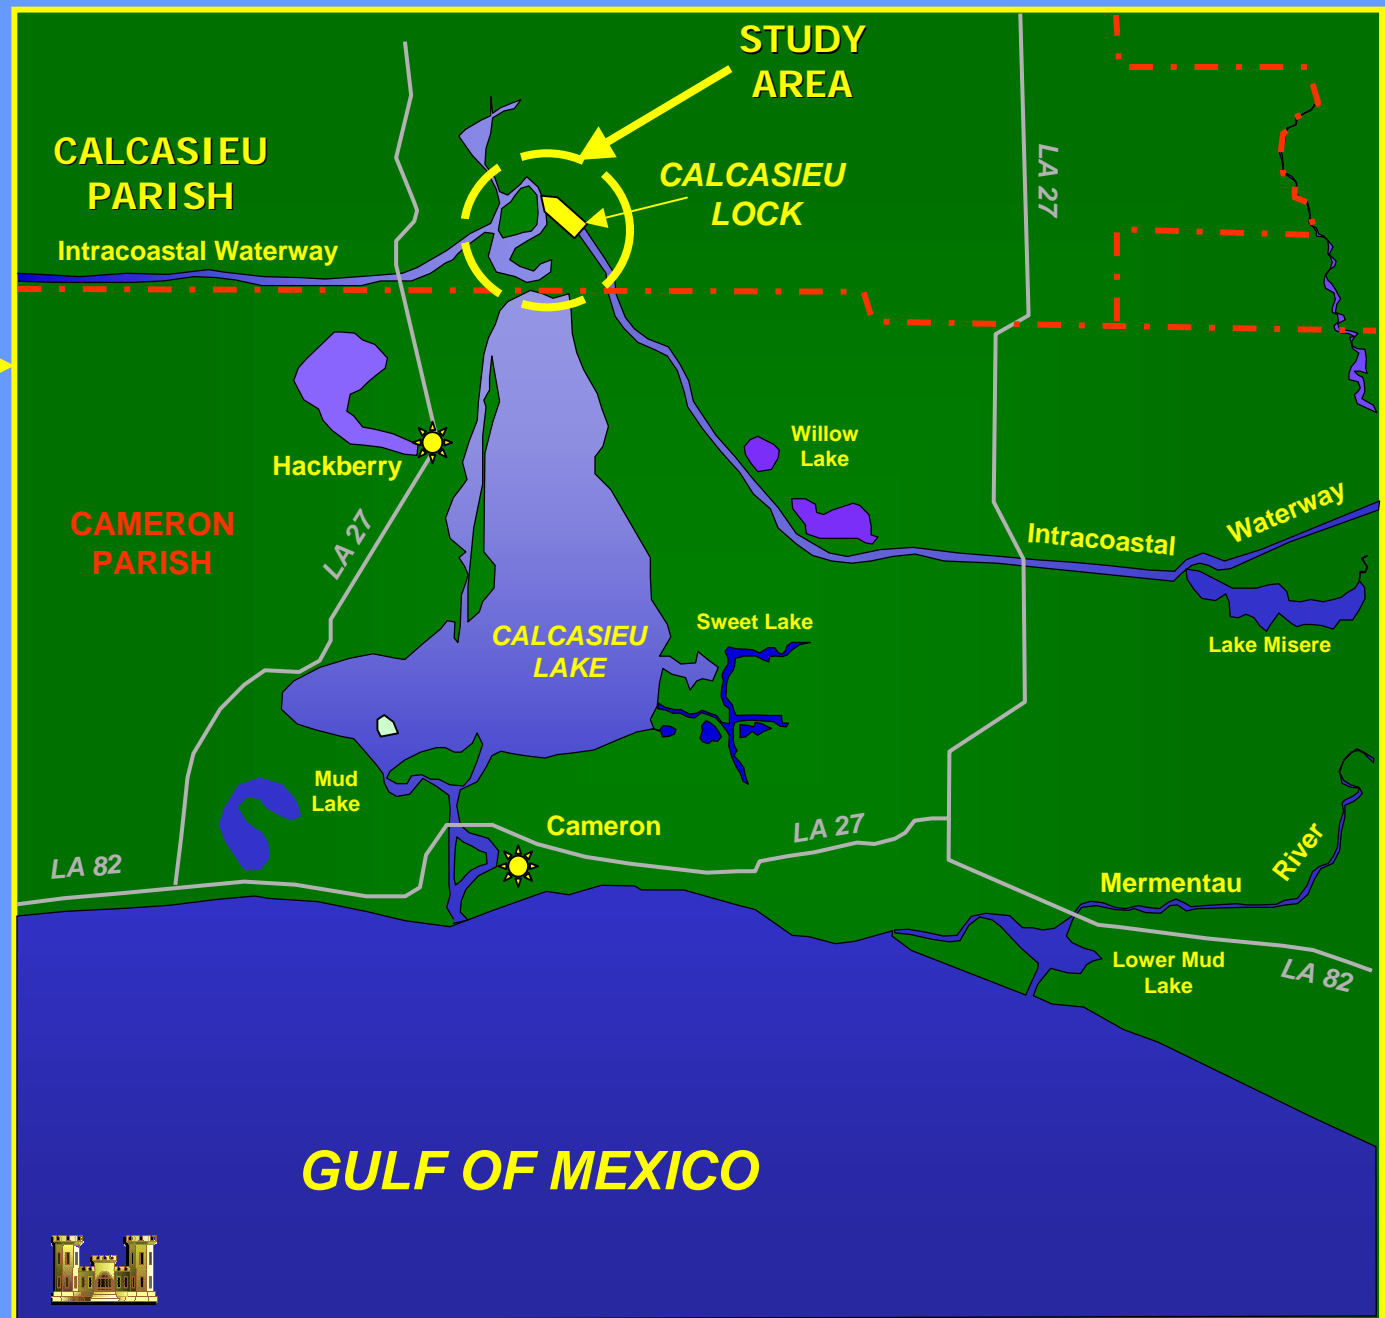 STUDY
AREA
CALCASIEU
PARISH
CALCASIEU
LOCK
LA 27
Intracoastal Waterway
Willow
Lake
Hackberry
CAMERON
PARISH
LA 27
Intracoastal
Waterway
CALCASIEU
LAKE
Sweet Lake
Lake Misere
Mud
Lake
Cameron
LA 27
LA 82
Mermentau
River
Lower Mud
Lake
LA 82
GULF OF MEXICO